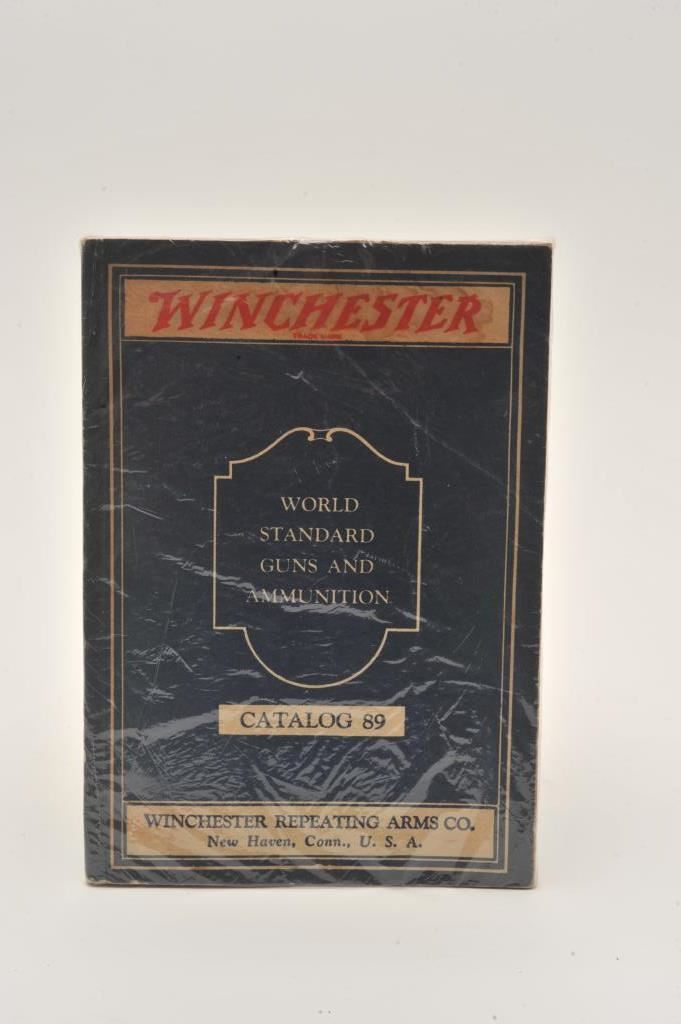 WINCHESTER
TRADE MARK
WORLD
STANDARD
GUNS AND
AMMUNITION
CATALOG 89
WINCHESTER REPEATING ARMS CO.
New Haven, Conn., U. S. A.